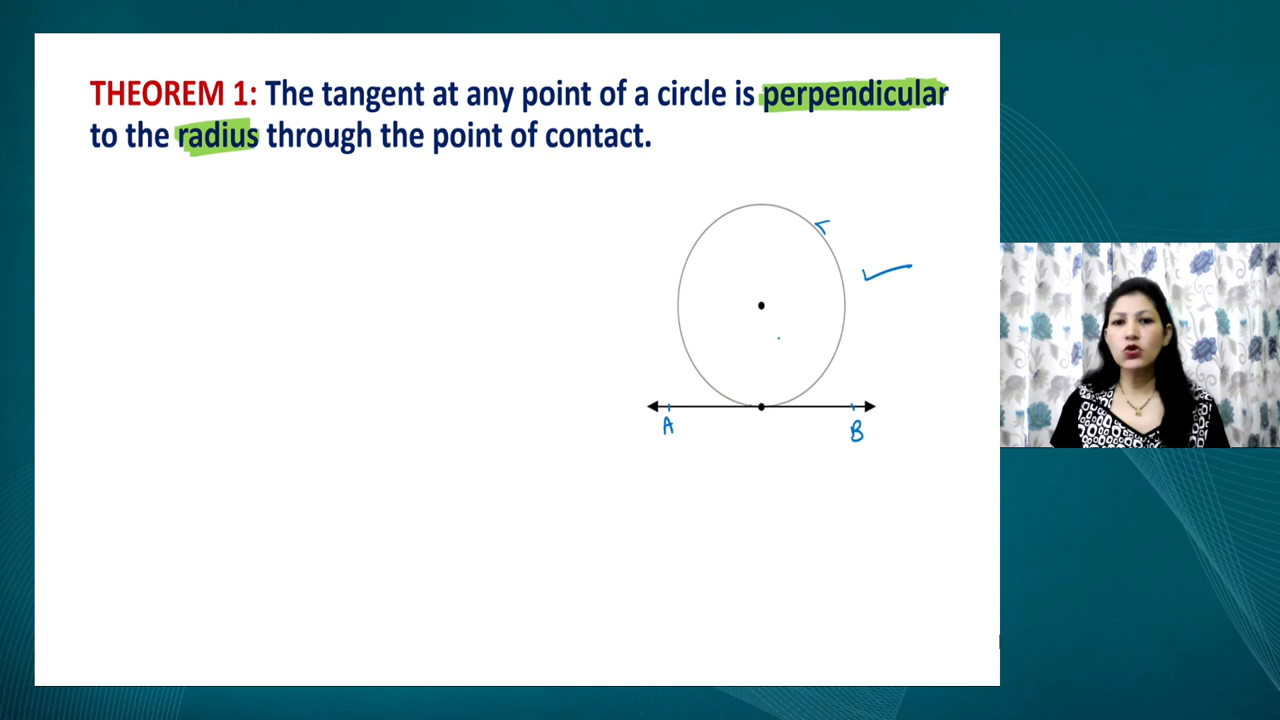 THEOREM 1: The tangent at any point of a circle is perpendicular
to the radius through the point of contact.
A B